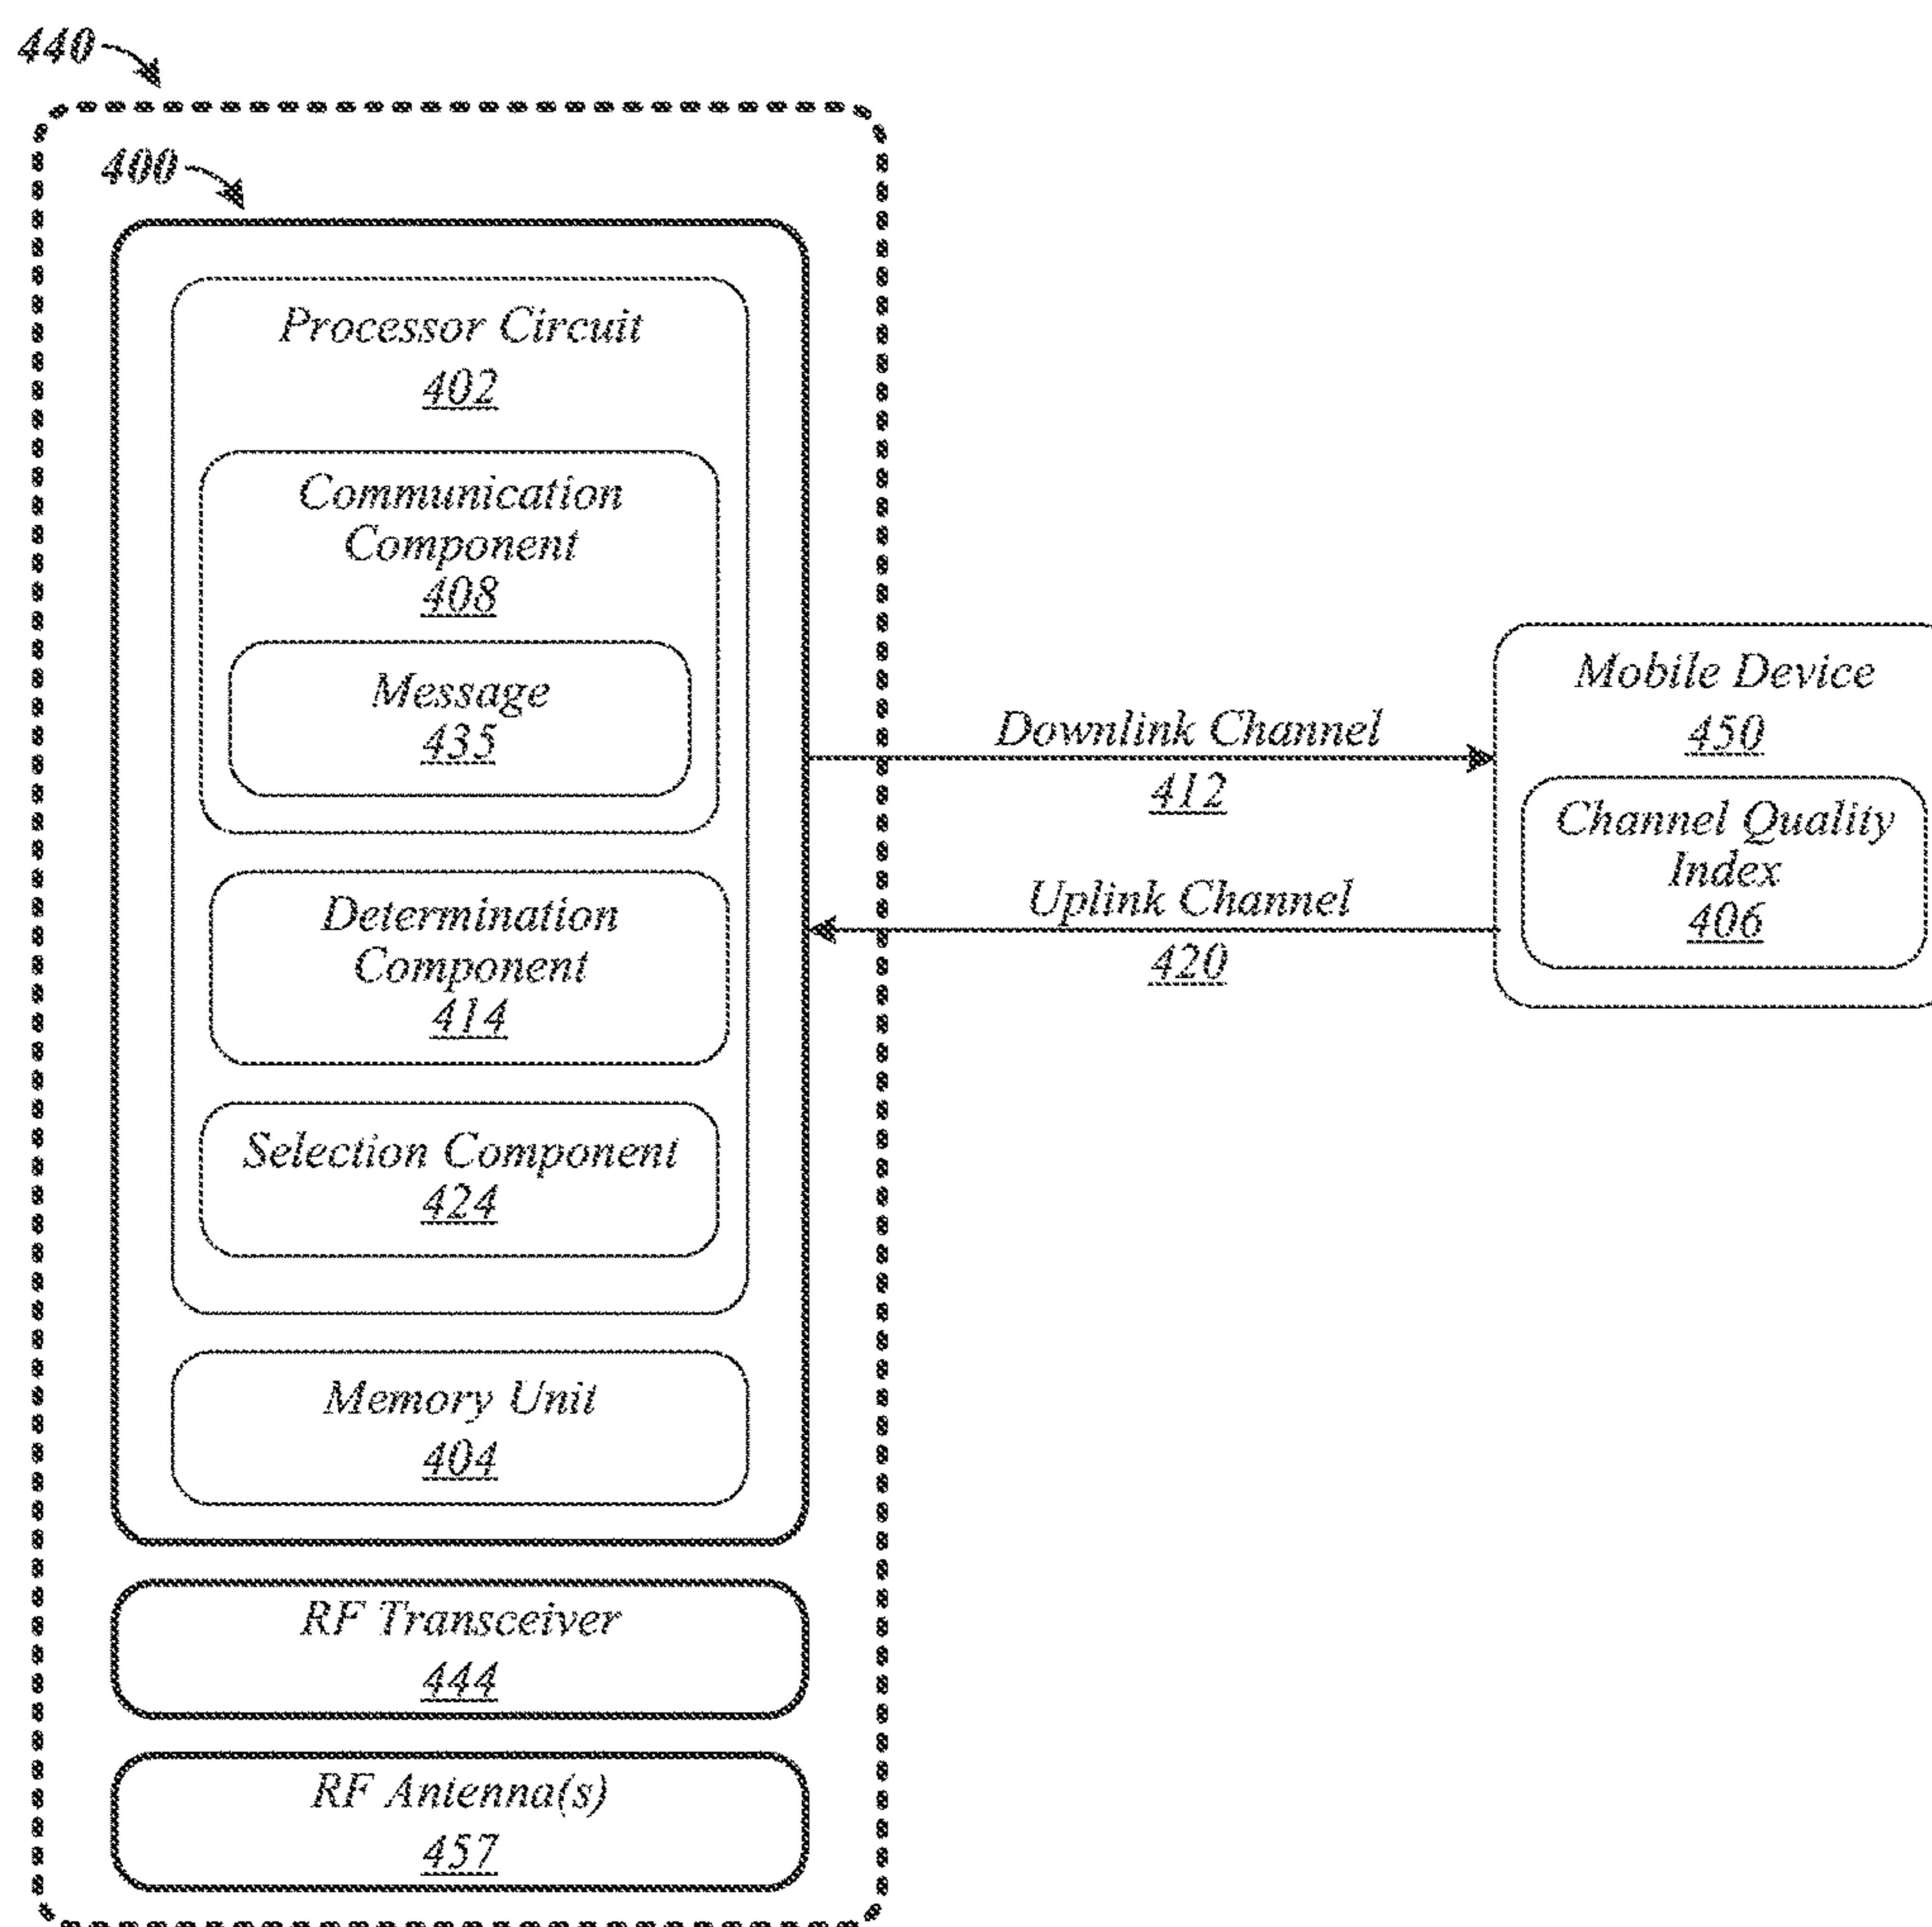 440
400
Processor Circuit
402
Communication
Component
408
Message
435
Determination
Component
414
Selection Component
424
Memory Unit
404
RF Transceiver
444
RF Antenna(s)
457
Downlink Channel
412
Uplink Channel
420
Mobile Device
450
Channel Quality
Index
406